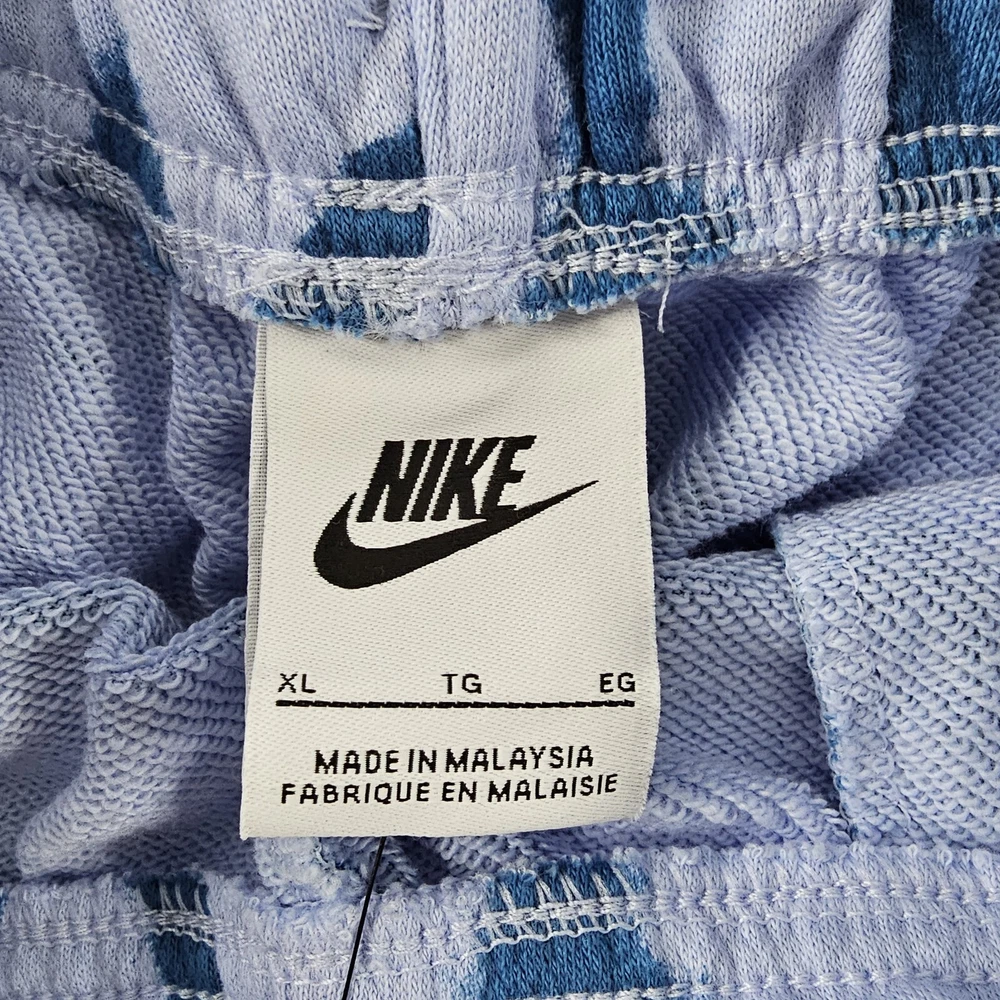 NIKE
XL TG EG
MADE IN MALAYSIA
FABRIQUE EN MALAISIE